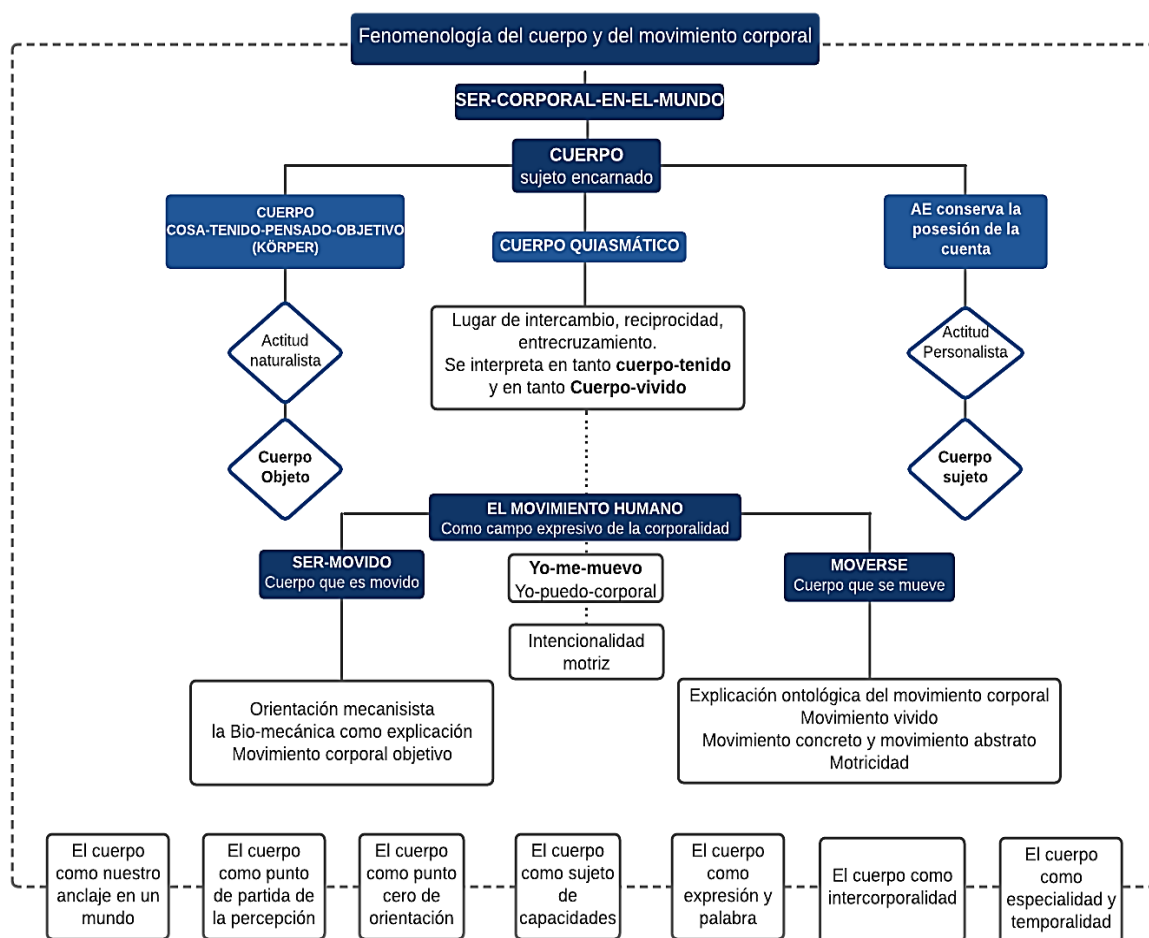 Fenomenología del cuerpo y del movimiento corporal
SER-CORPORAL-EN-EL-MUNDO
CUERPO
sujeto encarnado
CUERPO
COSA-TENIDO-PENSADO-OBJETIVO
(KÖRPER)
CUERPO QUIASMÁTICO
AE conserva la
posesión de la
cuenta
Actitud
naturalista
Lugar de intercambio, reciprocidad,
entrecruzamiento.
Se interpreta en tanto cuerpo-tenido
y en tanto Cuerpo-vivido
Actitud
Personalista
Cuerpo
Objeto
Cuerpo
sujeto
EL MOVIMIENTO HUMANO
Como campo expresivo de la corporalidad
SER-MOVIDO
Cuerpo que es movido
Yo-me-muevo
Yo-puedo-corporal
MOVERSE
Cuerpo que se mueve
Intencionalidad
motriz
Orientación mecanisista
la Bio-mecánica como explicación
Movimiento corporal objetivo
Explicación ontológica del movimiento corporal
Movimiento vivido
Movimiento concreto y movimiento abstrato
Motricidad
El cuerpo
como nuestro
anclaje en un
mundo
El cuerpo
como punto
de partida de
la percepción
El cuerpo
como punto
cero de
orientación
El cuerpo
como sujeto
de
capacidades
El cuerpo
como
expresión y
palabra
El cuerpo como
intercorporalidad
El cuerpo
como
especialidad y
temporalidad